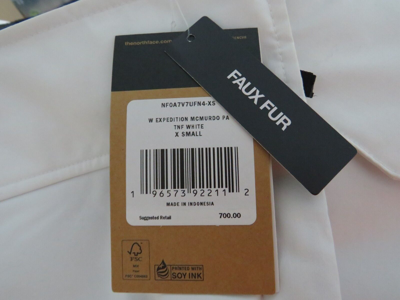 thenorthface.com
FAUX FUR
NF0A7V7UFN4-XS
W EXPEDITION MCMURDO PA
TNF WHITE
X SMALL
1 96573 92211 2
MADE IN INDONESIA
Suggested Retail 700.00
FSC
PRINTED WITH
SOY INK